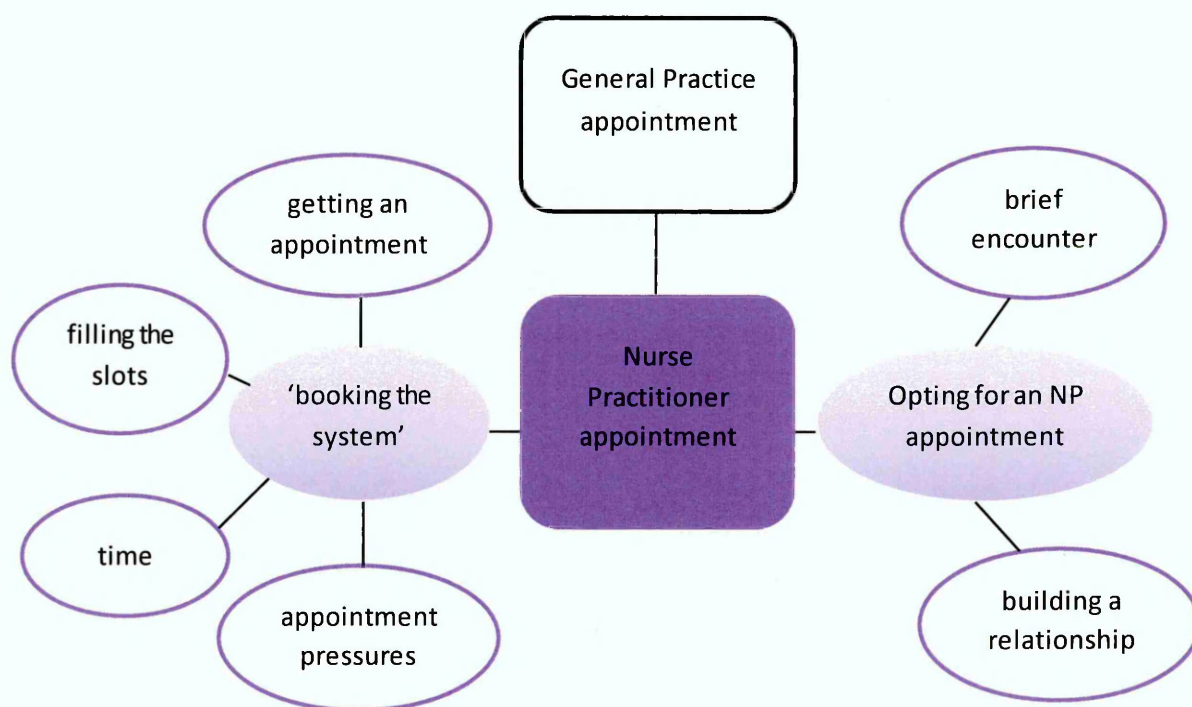 General Practice
appointment
getting an
appointment
brief
encounter
filling the
slots
'booking the
system'
Nurse
Practitioner
appointment
Opting for an NP
appointment
time
appointment
pressures
building a
relationship